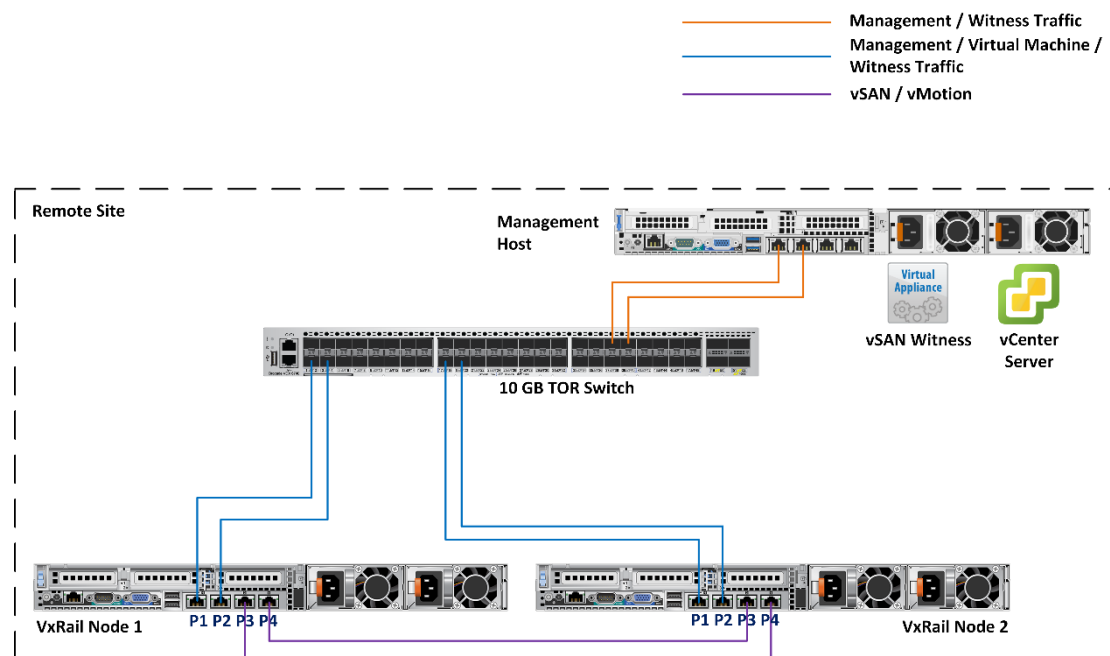 Management / Witness Traffic
Management / Virtual Machine /
Witness Traffic
vSAN / vMotion
Remote Site
Management
Host
Virtual
Appliance
vSAN Witness
vCenter
Server
10 GB TOR Switch
VxRail Node 1
P1 P2 P3 P4
P1 P2 P3 P4
VxRail Node 2